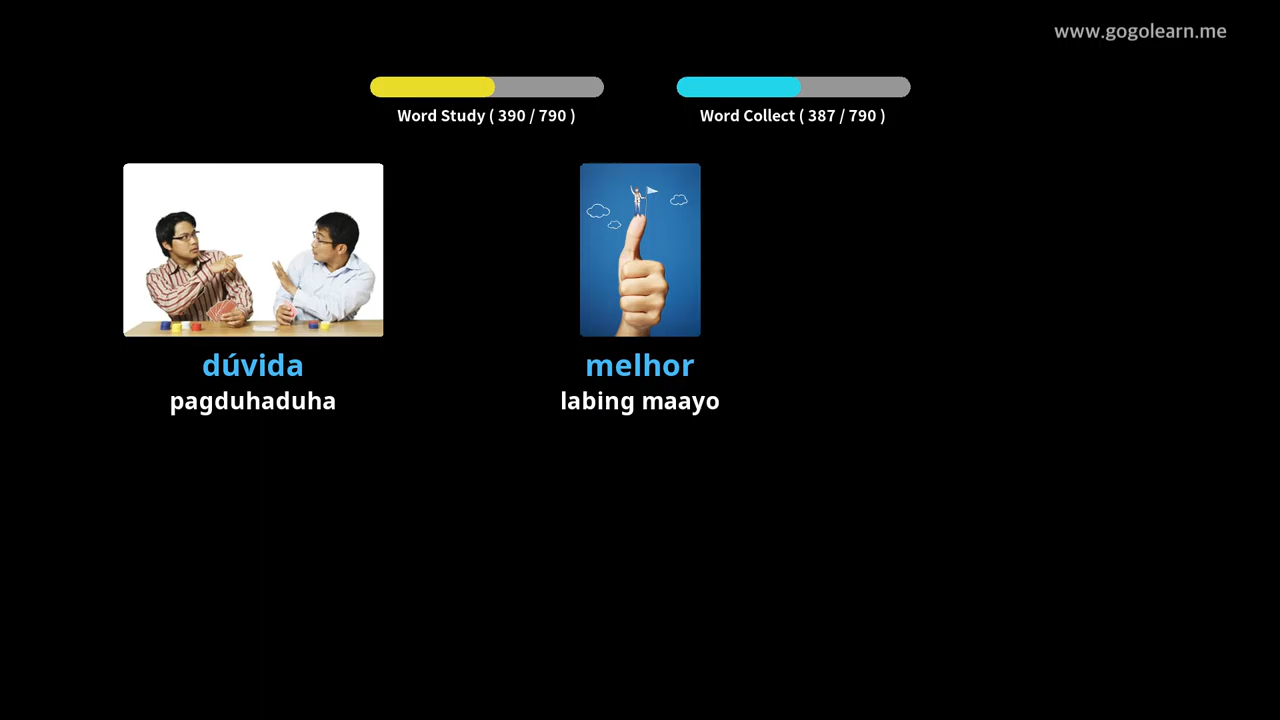 www.gogolearn.me
Word Study ( 390 / 790 )
Word Collect ( 387 / 790 )
dúvida
pagduhaduha
melhor
labing maayo